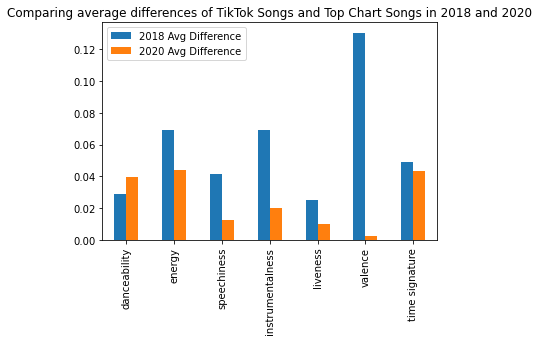 Comparing average differences of TikTok Songs and Top Chart Songs in 2018 and 2020
2018 Avg Difference
2020 Avg Difference
0.12
0.10
0.08
0.06
0.04
0.02
0.00
danceability
energy
speechiness
instrumentalness
liveness
valence
time signature